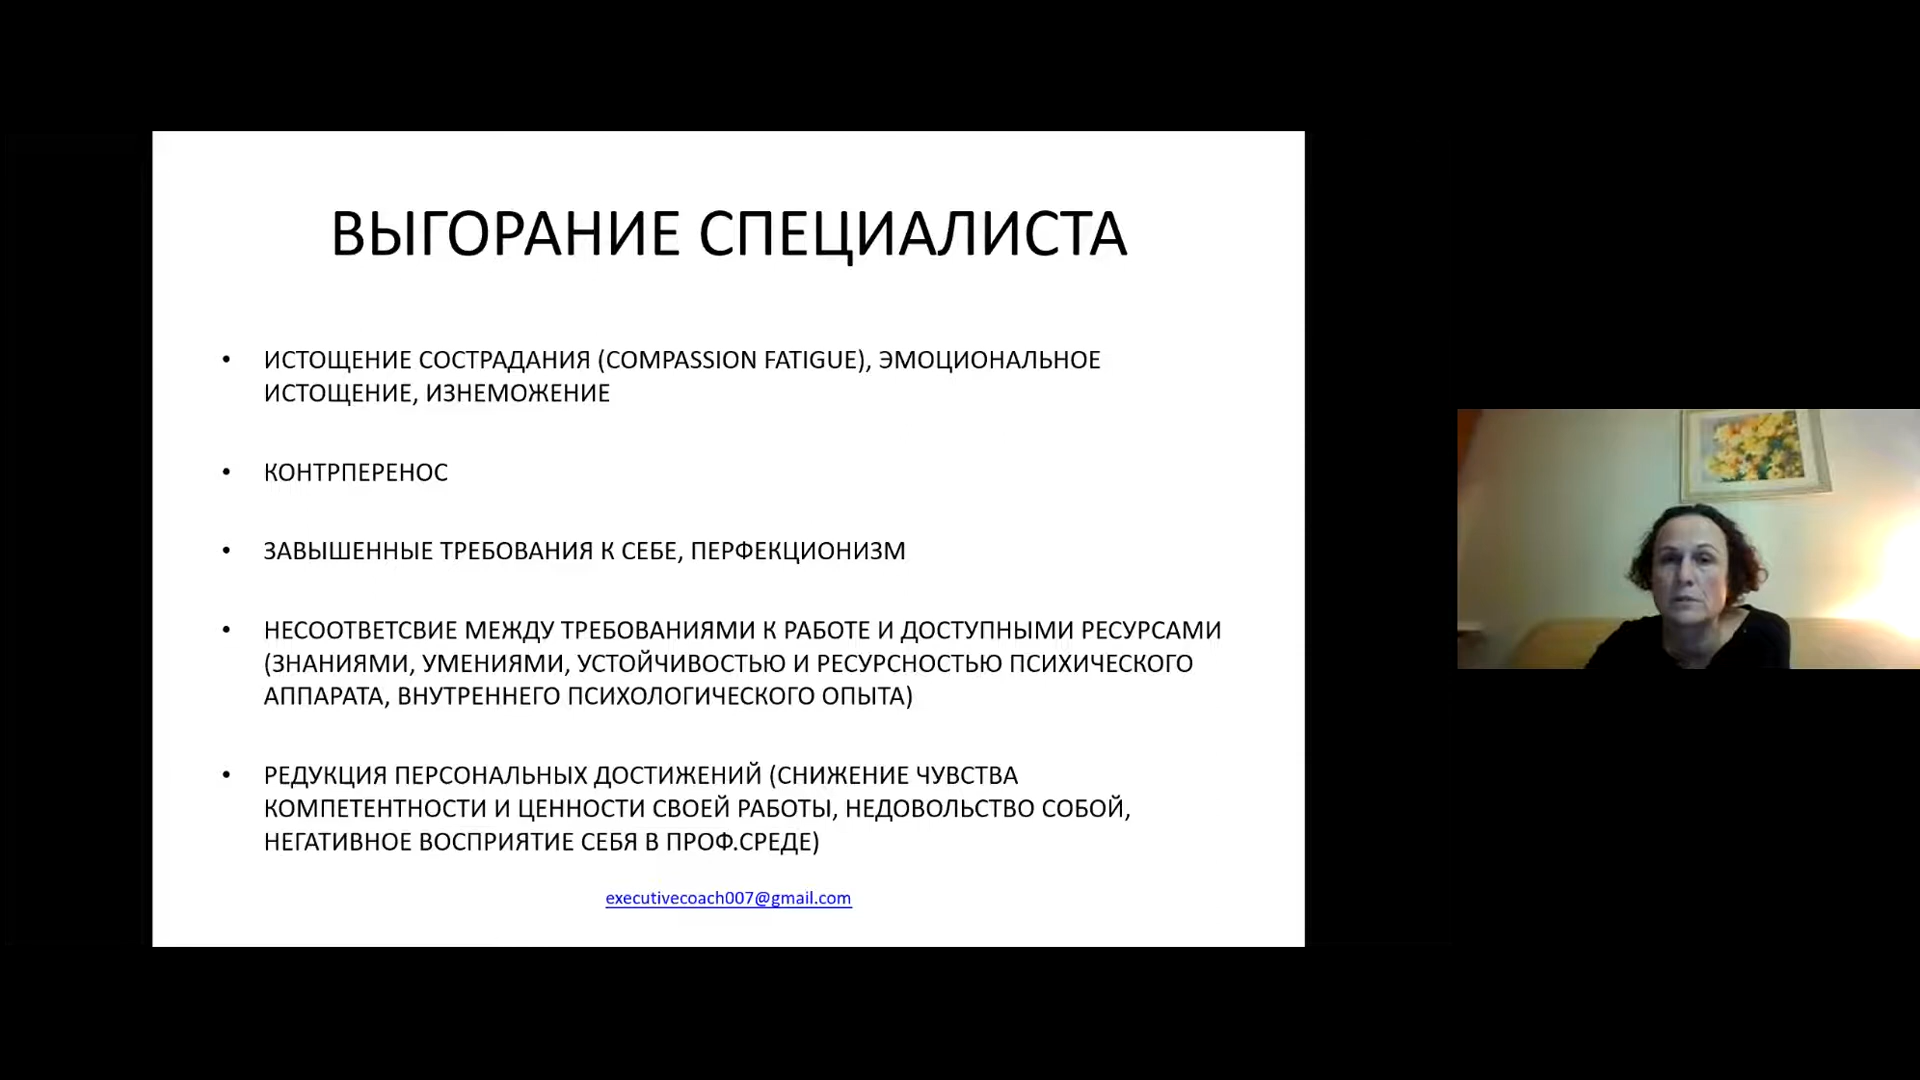 ВЫГОРАНИЕ СПЕЦИАЛИСТА
• ИСТОЩЕНИЕ СОСТРАДАНИЯ (COMPASSION FATIGUE), ЭМОЦИОНАЛЬНОЕ
ИСТОЩЕНИЕ, ИЗНЕМОЖЕНИЕ
• КОНТРПЕРЕНОС
• ЗАВЫШЕННЫЕ ТРЕБОВАНИЯ К СЕБЕ, ПЕРФЕКЦИОНИЗМ
• НЕСООТВЕТСВИЕ МЕЖДУ ТРЕБОВАНИЯМИ К РАБОТЕ И ДОСТУПНЫМИ РЕСУРСАМИ
(ЗНАНИЯМИ, УМЕНИЯМИ, УСТОЙЧИВОСТЬЮ И РЕСУРСНОСТЬЮ ПСИХИЧЕСКОГО
АППАРАТА, ВНУТРЕННЕГО ПСИХОЛОГИЧЕСКОГО ОПЫТА)
• РЕДУКЦИЯ ПЕРСОНАЛЬНЫХ ДОСТИЖЕНИЙ (СНИЖЕНИЕ ЧУВСТВА
КОМПЕТЕНТНОСТИ И ЦЕННОСТИ СВОЕЙ РАБОТЫ, НЕДОВОЛЬСТВО СОБОЙ,
НЕГАТИВНОЕ ВОСПРИЯТИЕ СЕБЯ В ПРОФ.СРЕДЕ)
executivecoach007@gmail.com